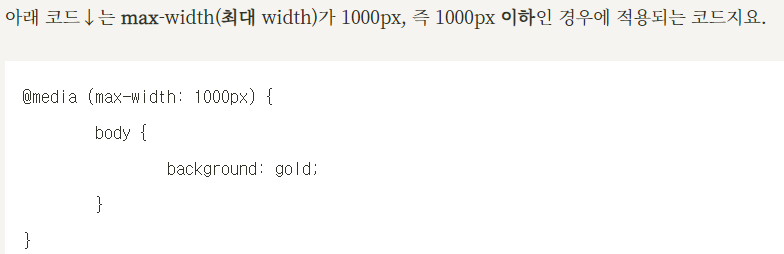 아래 코드↓는 max-width(최대 width)가 1000px, 즉 1000px 이하인 경우에 적용되는 코드지요.
@media (max-width: 1000px) {
body {
background: gold;
}
}